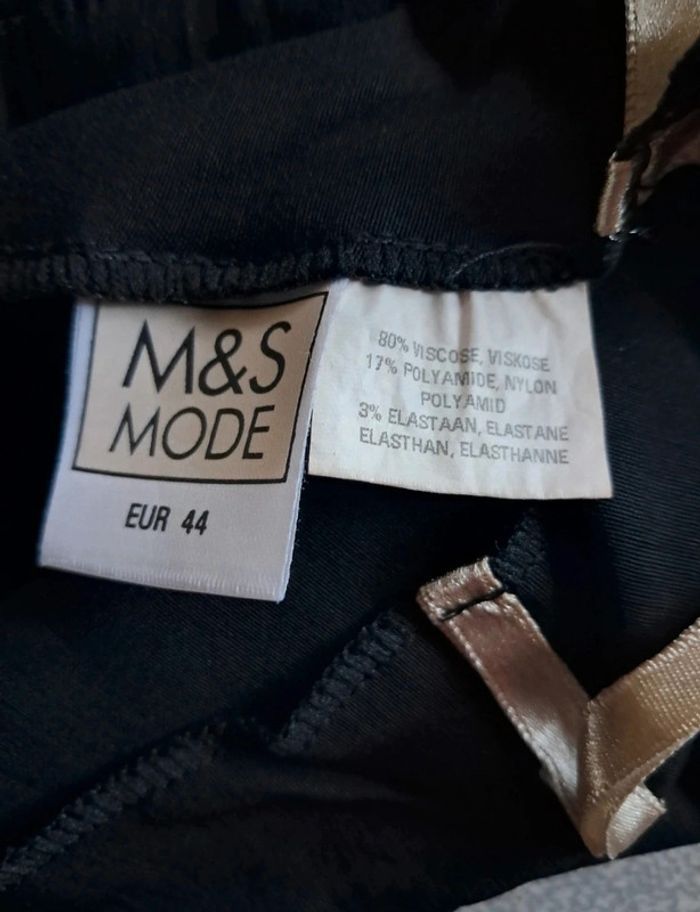 M&S
MODE
EUR 44
80% VISCOSE, VISKOSE
17% POLYAMIDE, NYLON
POLYAMID
3% ELASTAAN, ELASTANE
ELASTHAN, ELASTHANNE